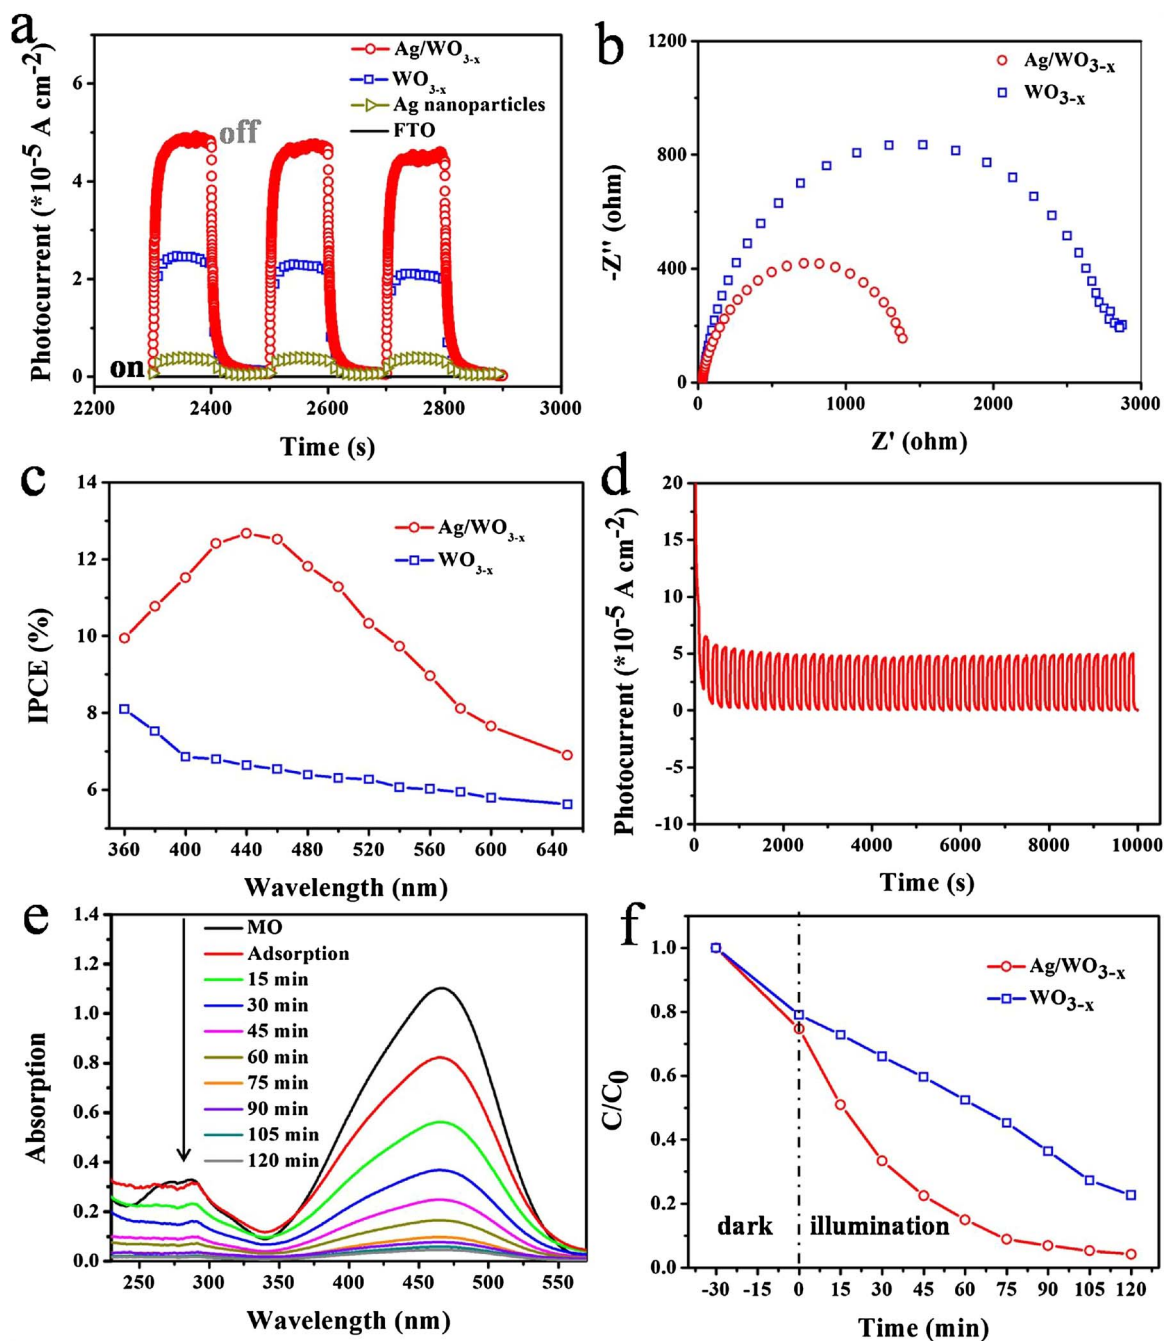 a
Photocurrent (*10⁻⁵ A cm⁻²)
6
4
2
0
2200 2400 2600 2800 3000
Time (s)
Ag/WO₃₋ₓ
WO₃₋ₓ
Ag nanoparticles
FTO
off
on
b
-Z'' (ohm)
1200
800
400
0
0 1000 2000 3000
Z' (ohm)
Ag/WO₃₋ₓ
WO₃₋ₓ
c
IPCE (%)
14
12
10
8
6
360 400 440 480 520 560 600 640
Wavelength (nm)
Ag/WO₃₋ₓ
WO₃₋ₓ
d
Photocurrent (*10⁻⁵ A cm⁻²)
20
15
10
5
0
-5
-10
0 2000 4000 6000 8000 10000
Time (s)
e
Absorption
1.4
1.2
1.0
0.8
0.6
0.4
0.2
0.0
250 300 350 400 450 500 550
Wavelength (nm)
MO
Adsorption
15 min
30 min
45 min
60 min
75 min
90 min
105 min
120 min
f
C/C₀
1.0
0.8
0.6
0.4
0.2
0.0
-30 -15 0 15 30 45 60 75 90 105 120
Time (min)
Ag/WO₃₋ₓ
WO₃₋ₓ
dark
illumination